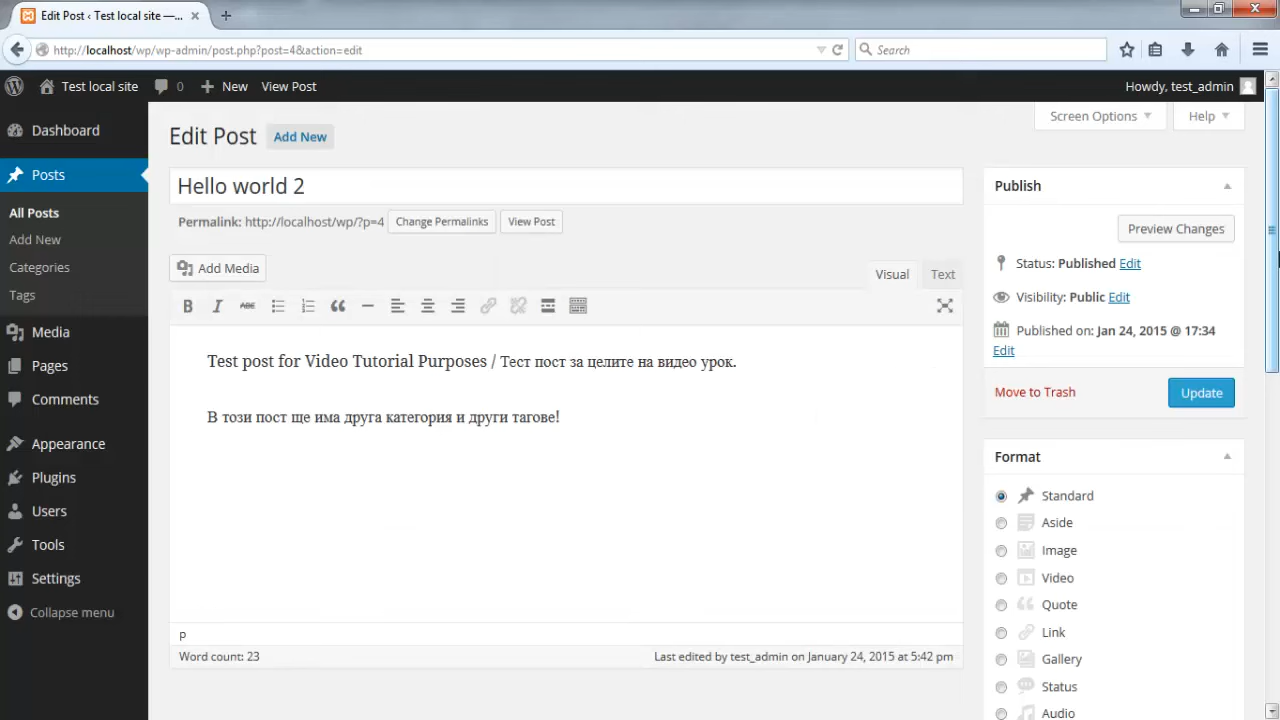 Edit Post ‹ Test local site —...
http://localhost/wp/wp-admin/post.php?post=4&action=edit
Search
Test local site 0 New View Post
Howdy, test_admin
Dashboard
Posts
All Posts
Add New
Categories
Tags
Media
Pages
Comments
Appearance
Plugins
Users
Tools
Settings
Collapse menu
Screen Options Help
Edit Post Add New
Hello world 2
Permalink: http://localhost/wp/?p=4 Change Permalinks View Post
Add Media
Visual Text
B I ABC
Test post for Video Tutorial Purposes / Тест пост за целите на видео урок.
В този пост ще има друга категория и други тагове!
p
Word count: 23
Last edited by test_admin on January 24, 2015 at 5:42 pm
Publish
Preview Changes
Status: Published Edit
Visibility: Public Edit
Published on: Jan 24, 2015 @ 17:34
Edit
Move to Trash Update
Format
Standard
Aside
Image
Video
Quote
Link
Gallery
Status
Audio